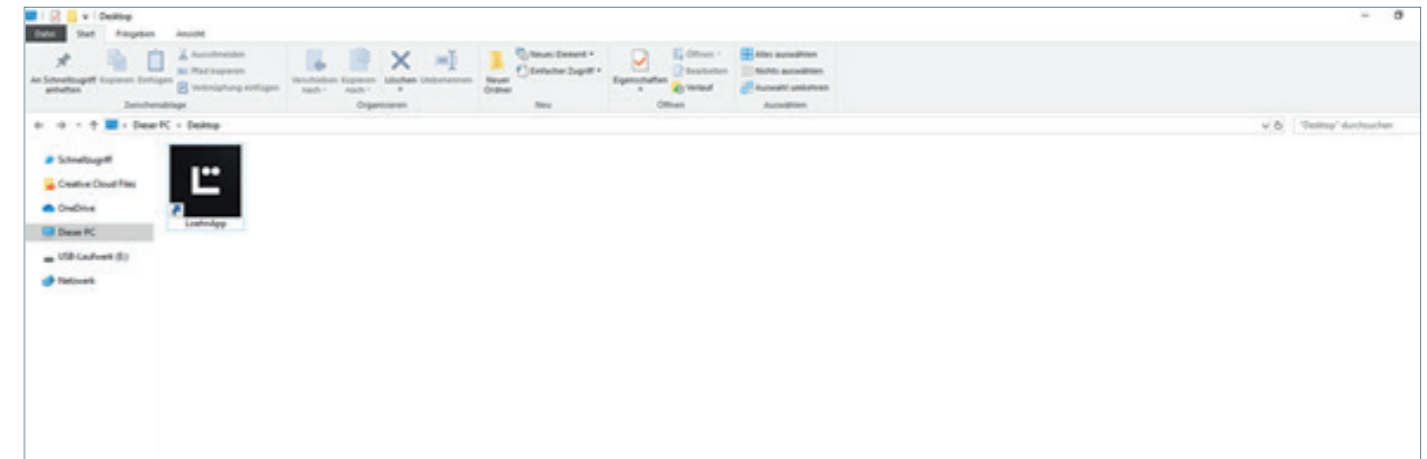 Desktop
Datei Start Freigeben Ansicht
An Schnellzugriff anheften
Kopieren
Einfügen
Ausschneiden
Pfad kopieren
Verknüpfung einfügen
Zwischenablage
Verschieben nach
Kopieren nach
Löschen
Umbenennen
Organisieren
Neuer Ordner
Neues Element
Einfacher Zugriff
Neu
Eigenschaften
Öffnen
Bearbeiten
Verlauf
Öffnen
Alles auswählen
Nichts auswählen
Auswahl umkehren
Auswählen
Dieser PC › Desktop
"Desktop" durchsuchen
Schnellzugriff
Creative Cloud Files
OneDrive
Dieser PC
USB-Laufwerk (E:)
Netzwerk
LoehnApp